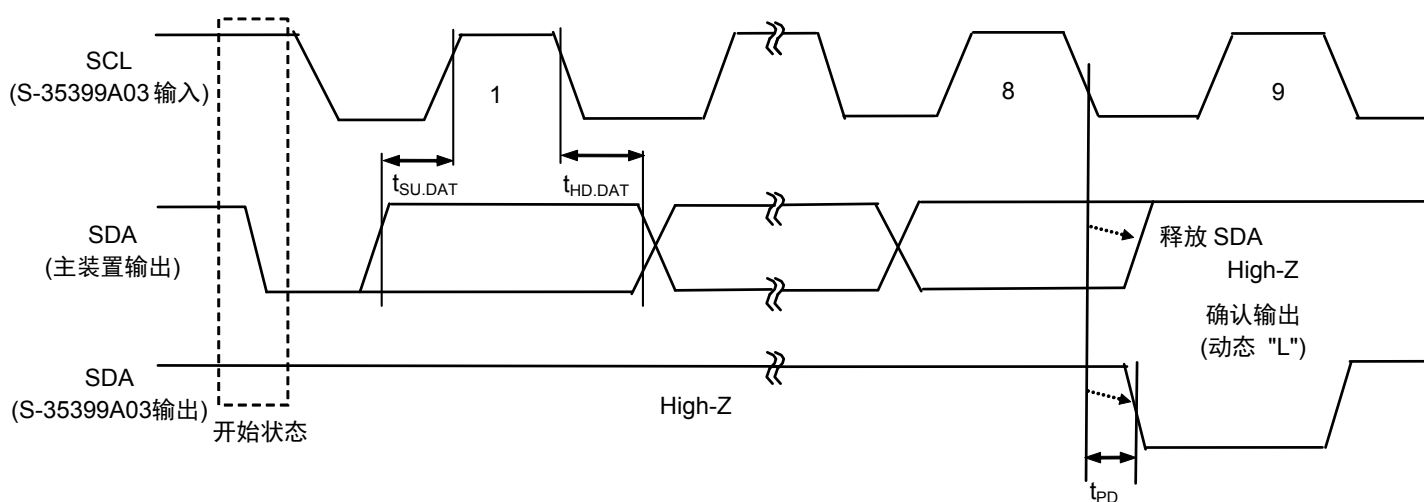 SCL
(S-35399A03 输入)
1
8
9
tSU.DAT
tHD.DAT
SDA
(主装置输出)
释放 SDA
High-Z
确认输出
(动态 "L")
SDA
(S-35399A03输出)
High-Z
开始状态
tPD